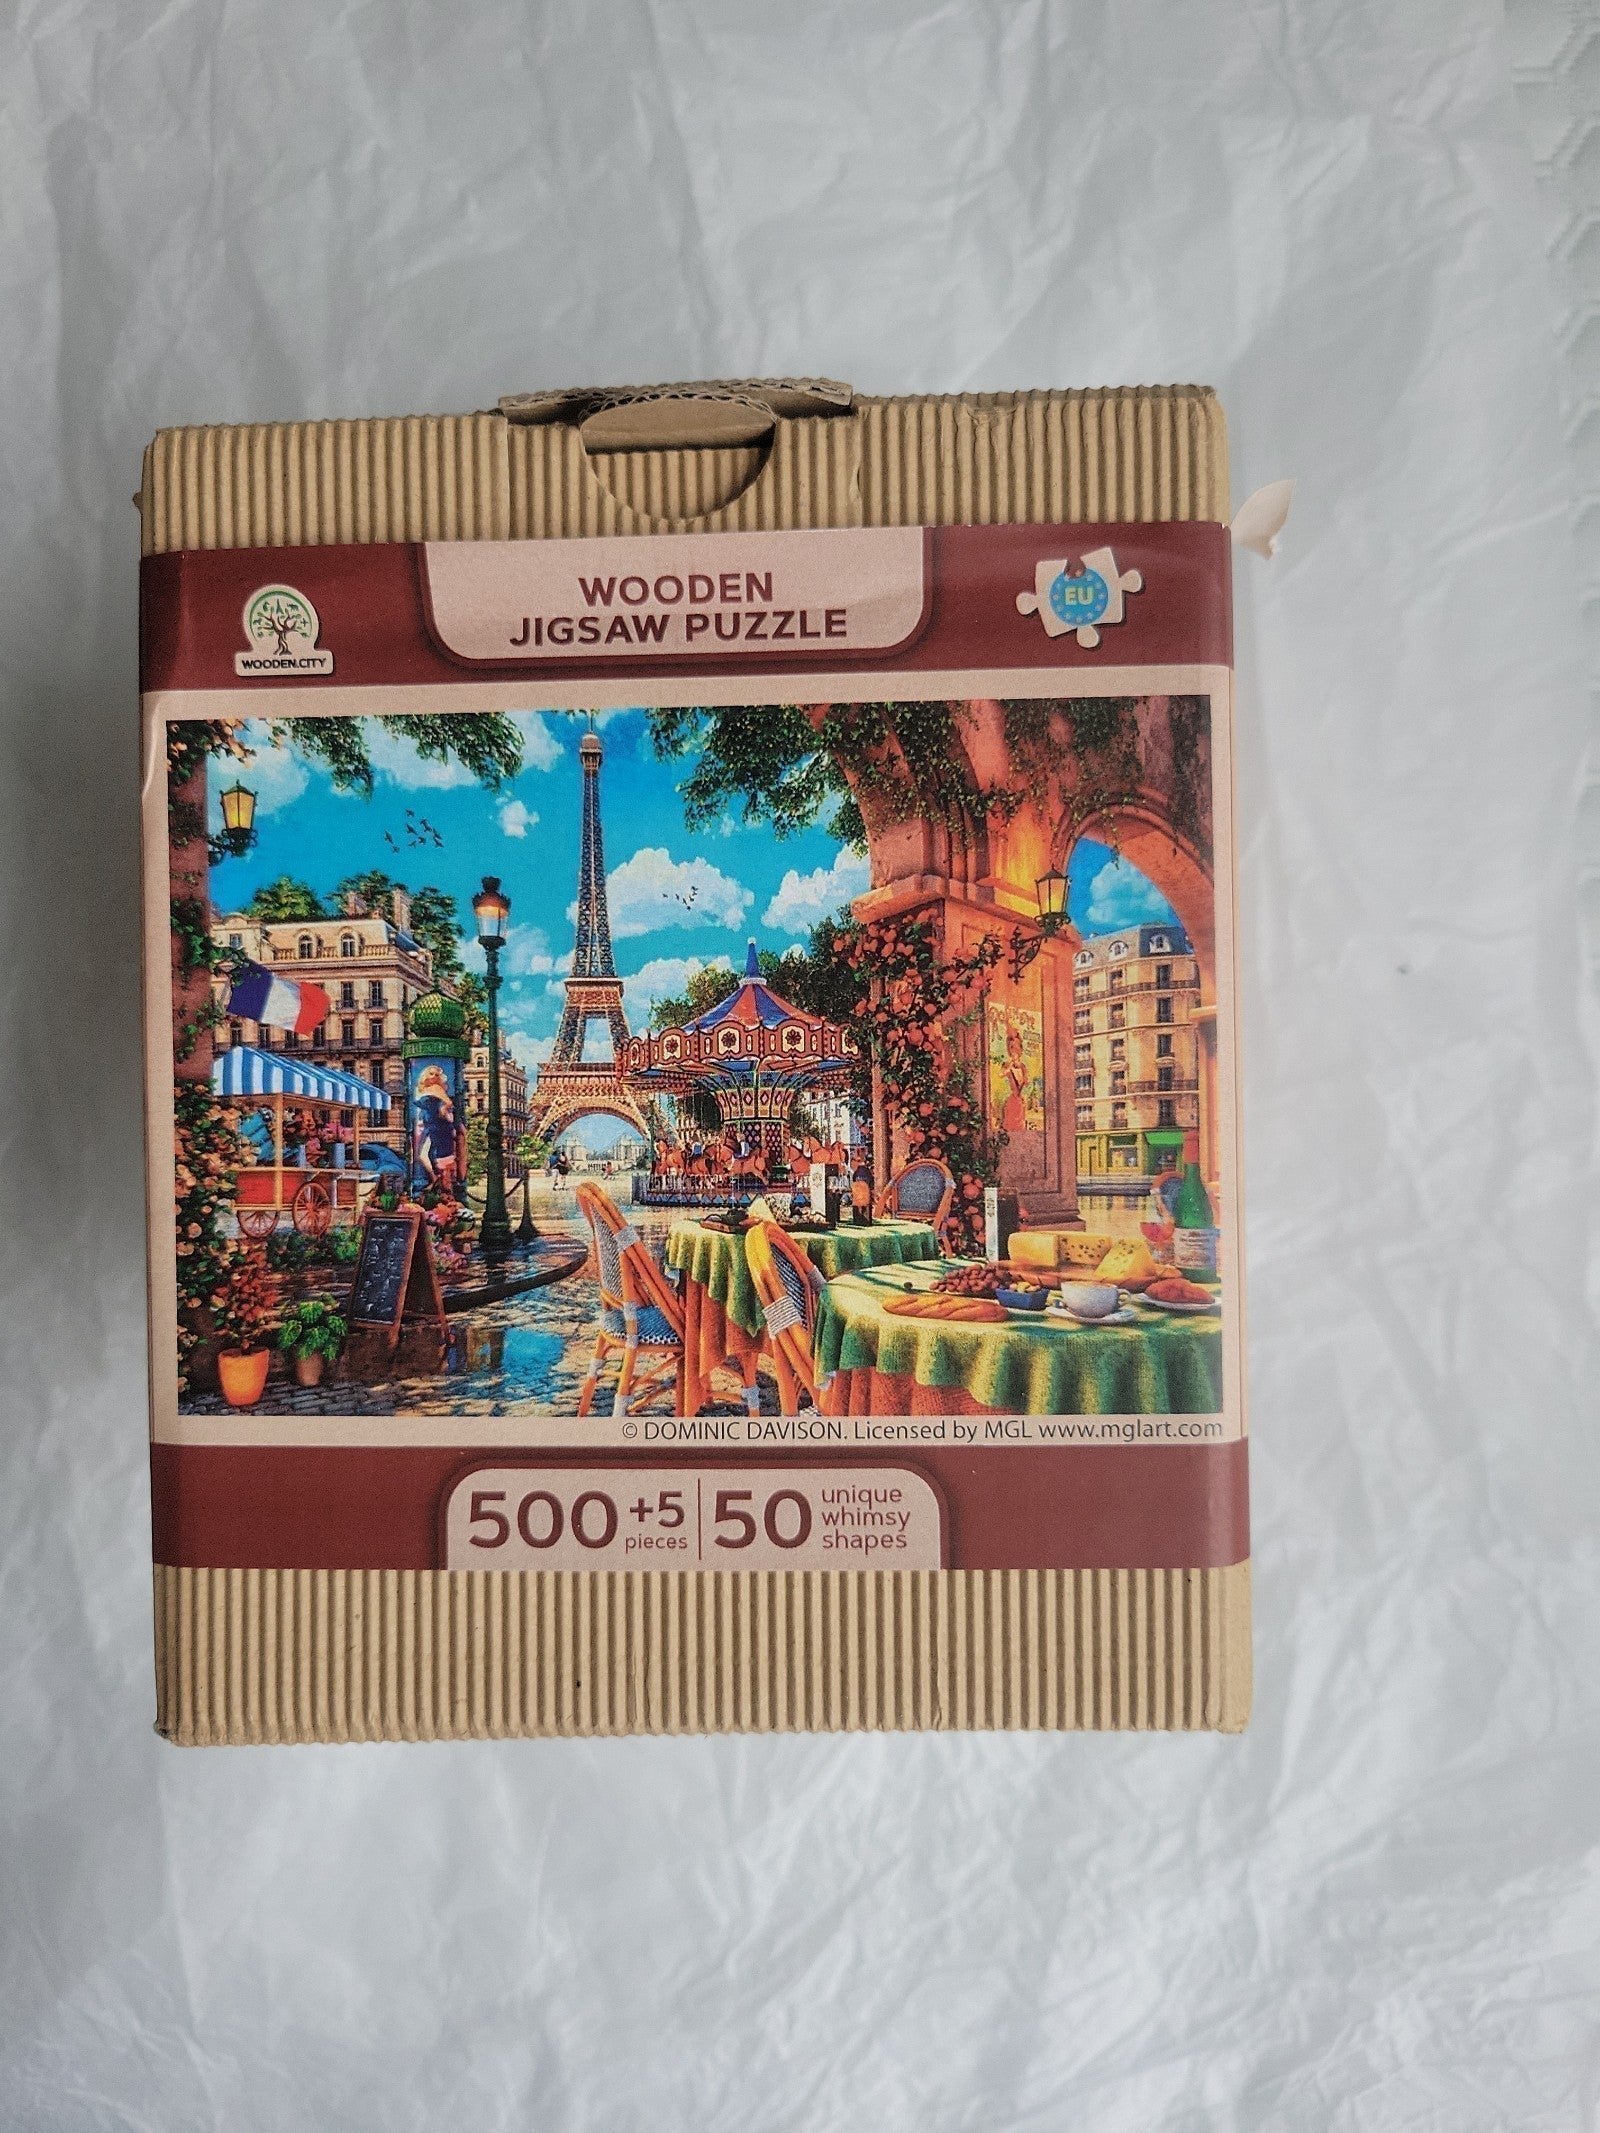 WOODEN
JIGSAW PUZZLE
WOODEN.CITY
EU
© DOMINIC DAVISON. Licensed by MGL www.mglart.com
500 +5
pieces
50
unique
whimsy
shapes